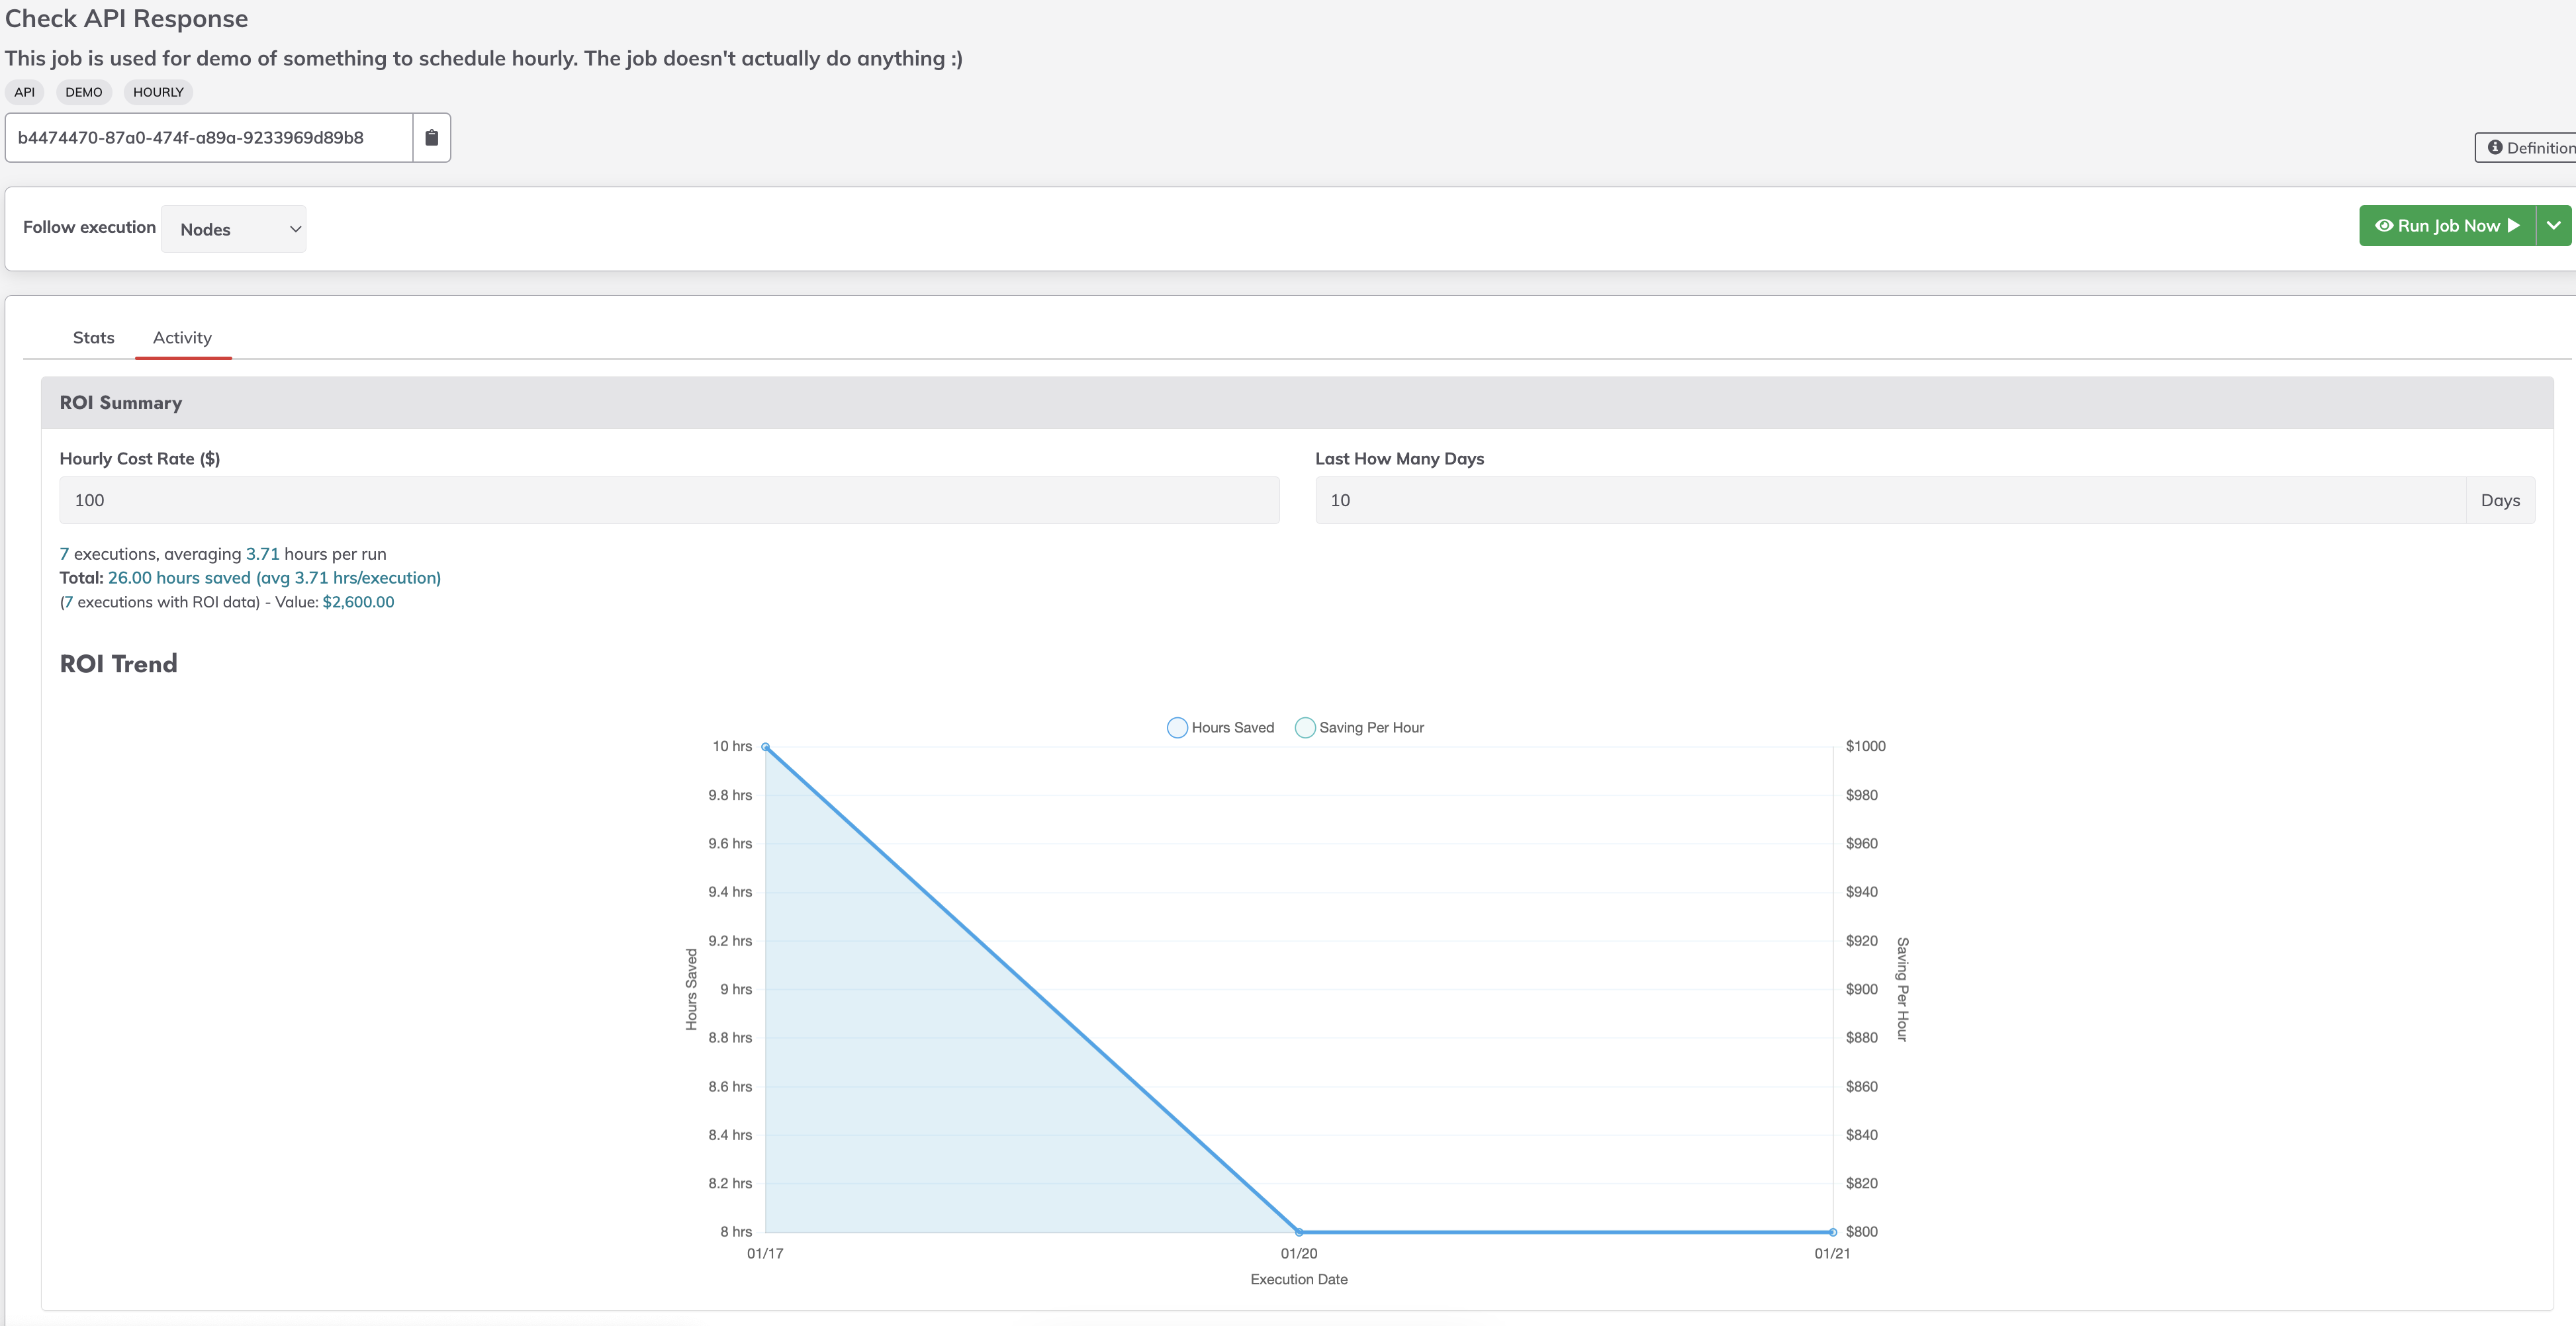 Check API Response
This job is used for demo of something to schedule hourly. The job doesn't actually do anything :)
API DEMO HOURLY
b4474470-87a0-474f-a89a-9233969d89b8
Definition
Follow execution Nodes
Run Job Now
Stats Activity
ROI Summary
Hourly Cost Rate ($) Last How Many Days
100 10 Days
7 executions, averaging 3.71 hours per run
Total: 26.00 hours saved (avg 3.71 hrs/execution)
(7 executions with ROI data) - Value: $2,600.00
ROI Trend
Hours Saved Saving Per Hour
10 hrs $1000
9.8 hrs $980
9.6 hrs $960
9.4 hrs $940
9.2 hrs $920
9 hrs $900
8.8 hrs $880
8.6 hrs $860
8.4 hrs $840
8.2 hrs $820
8 hrs $800
Hours Saved
Saving Per Hour
01/17 01/20 01/21
Execution Date